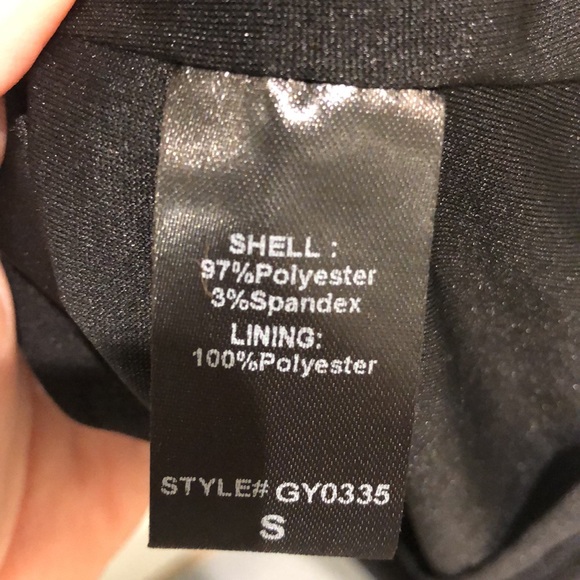 SHELL :
97%Polyester
3%Spandex
LINING:
100%Polyester
STYLE# GY0335
S